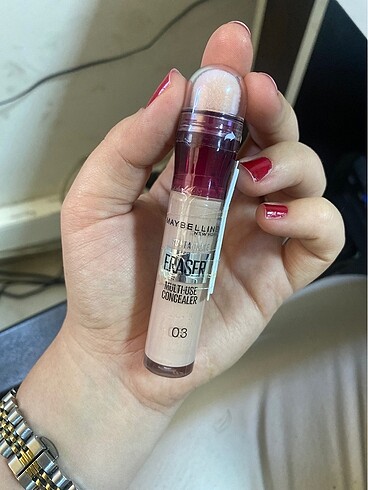 MAYBELLINE
NEW YORK
ERASER
MULTI-USE
CONCEALER
03